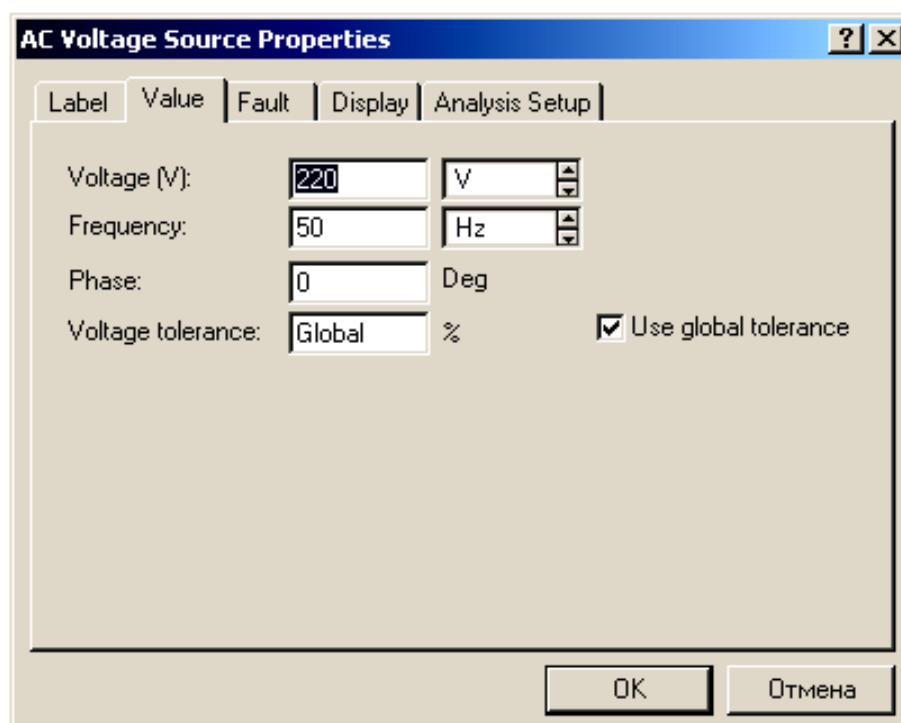 AC Voltage Source Properties ? X
Label Value Fault Display Analysis Setup
Voltage (V): 220 V
Frequency: 50 Hz
Phase: 0 Deg
Voltage tolerance: Global % Use global tolerance
OK Отмена